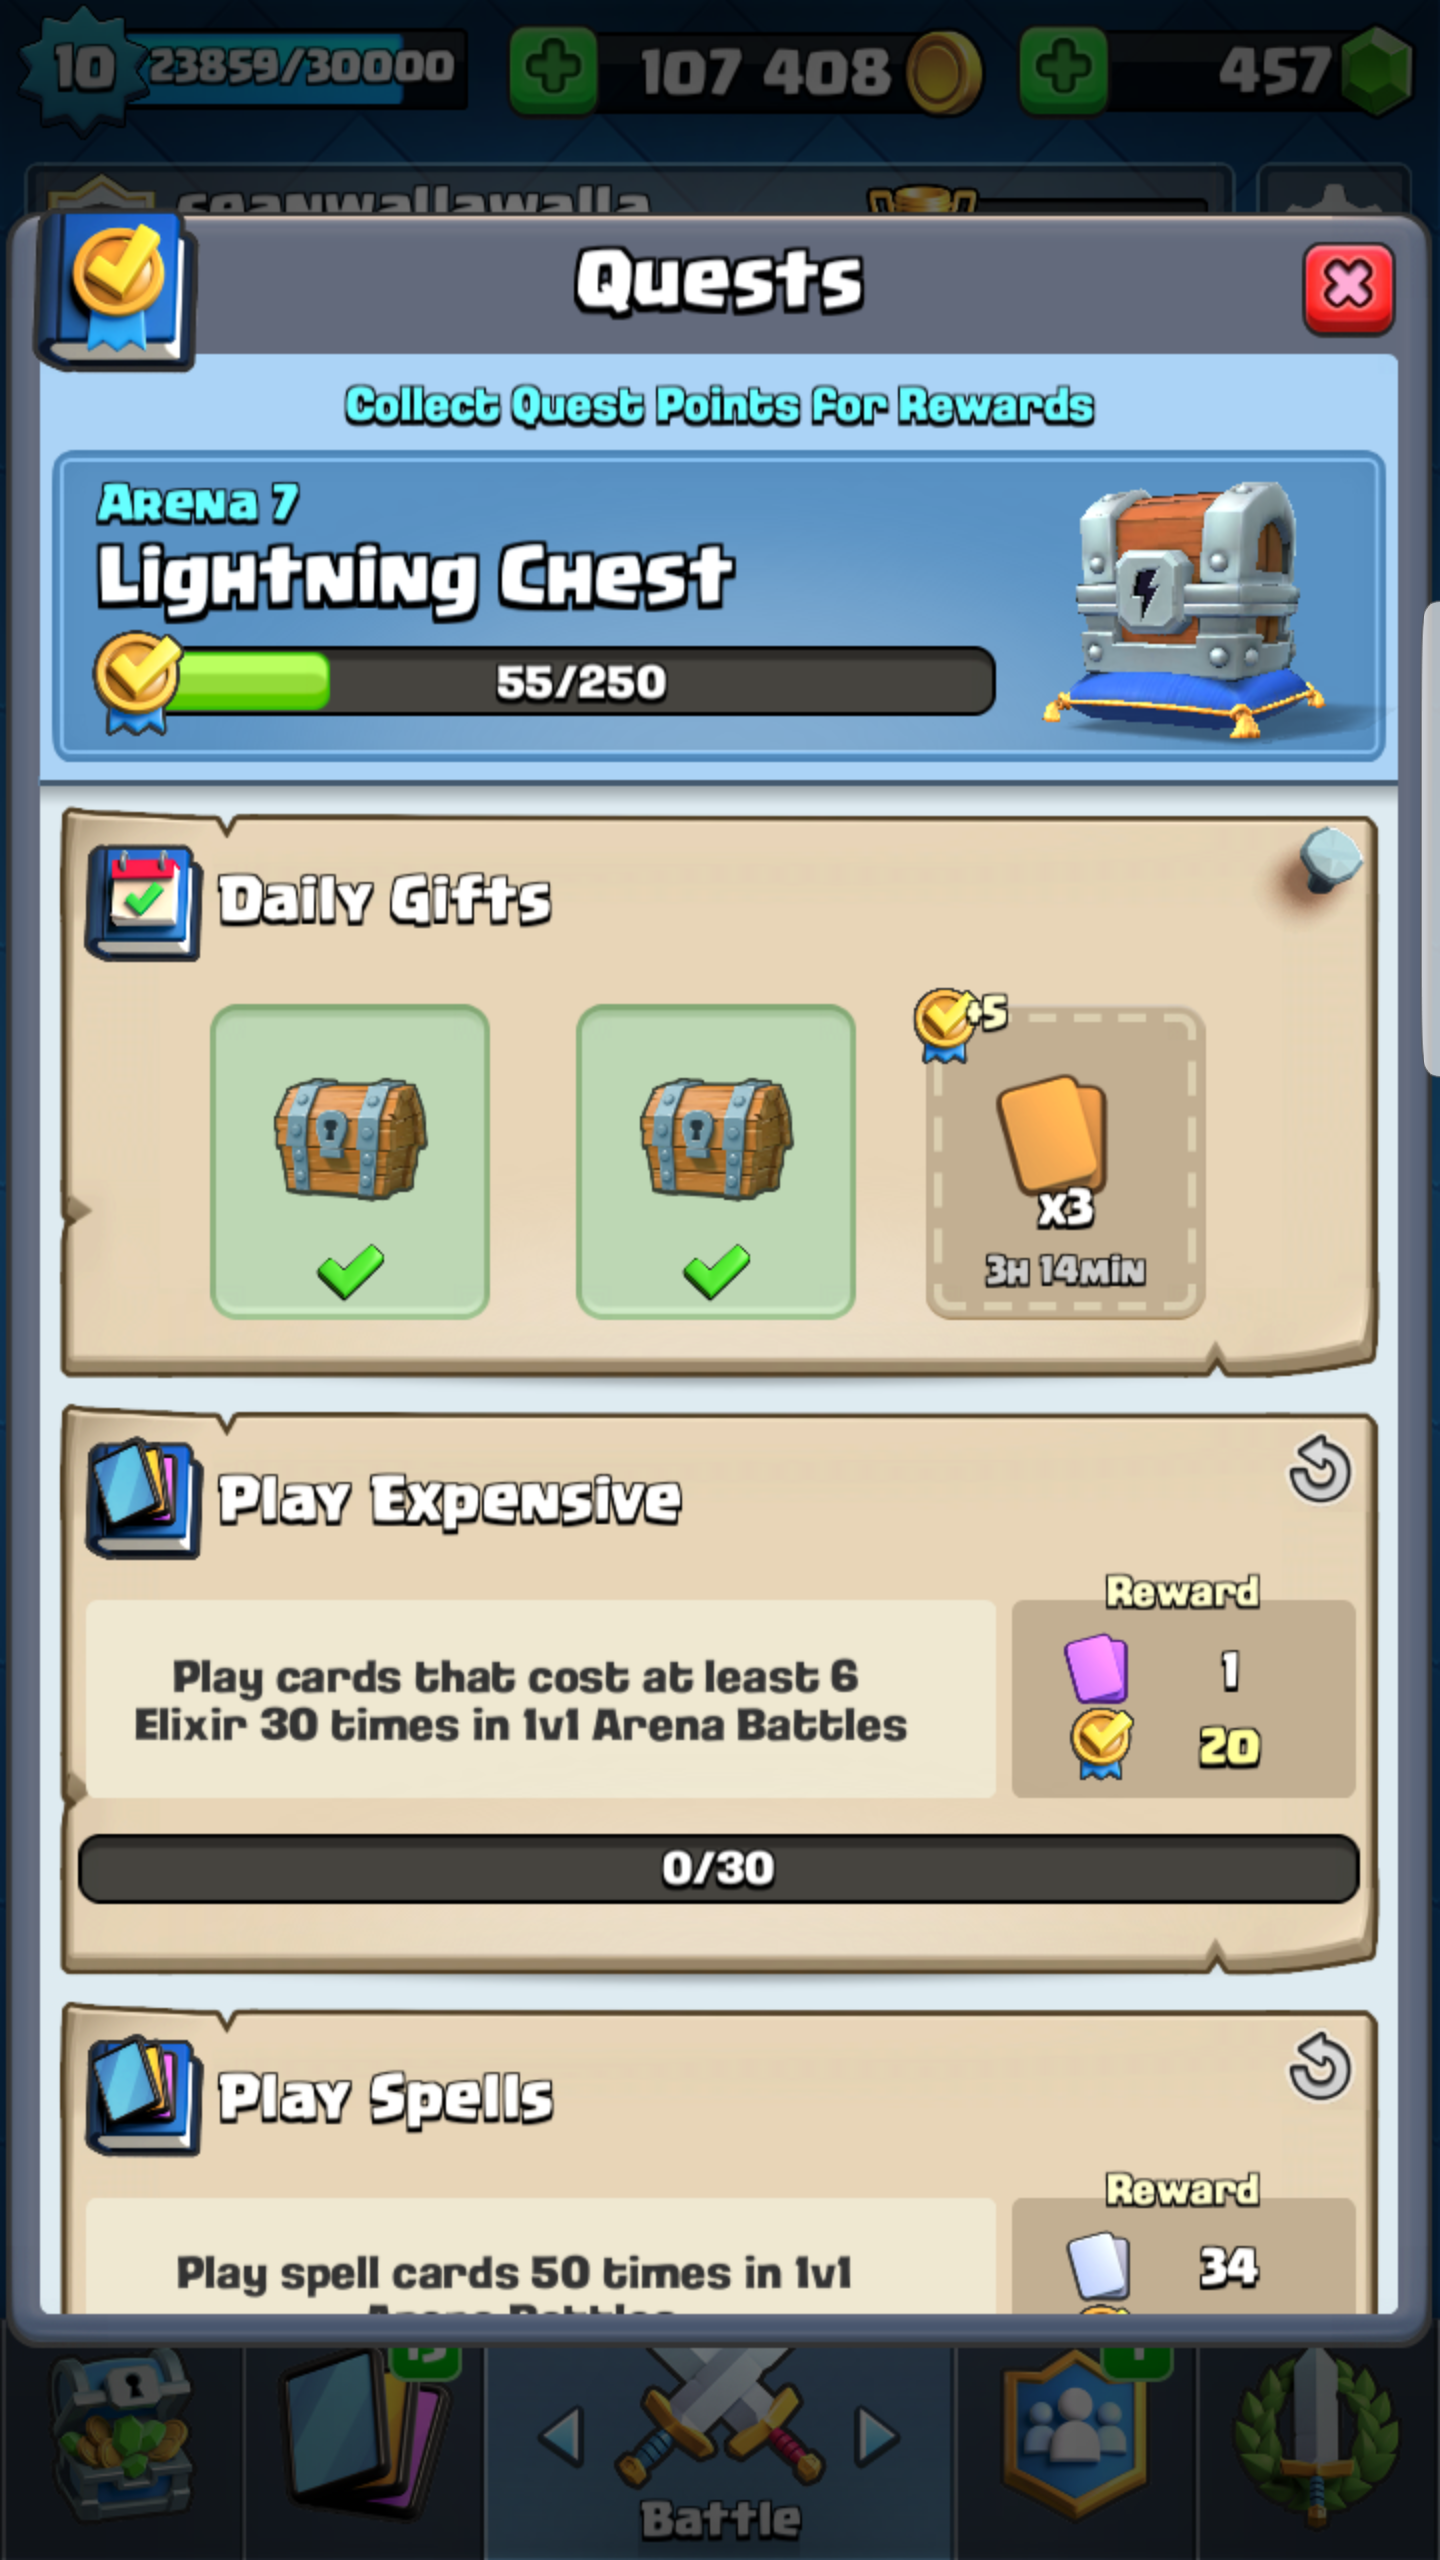 10 23859/30000 107 408 457
seanwallawalla
Quests
Collect Quest Points for Rewards
Arena 7
Lightning Chest
55/250
Daily Gifts
+5
x3
3h 14min
Play Expensive
Reward
Play cards that cost at least 6
Elixir 30 times in 1v1 Arena Battles
1
20
0/30
Play Spells
Reward
Play spell cards 50 times in 1v1
Arena Battles
34
Battle